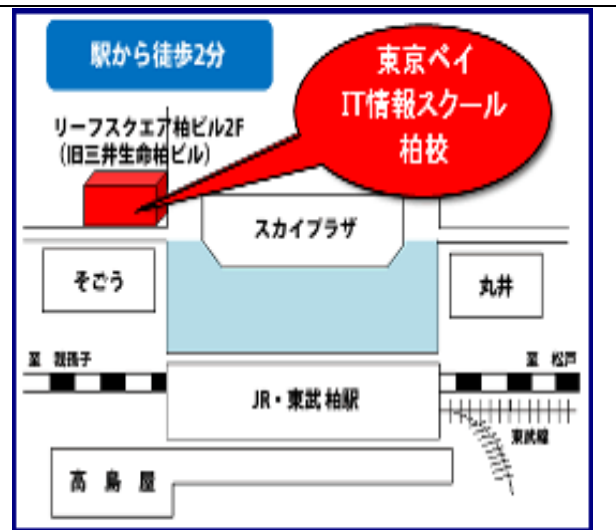 駅から徒歩2分
東京ベイ
IT情報スクール
柏校
リーフスクエア柏ビル2F
（旧三井生命柏ビル）
スカイプラザ
そごう
丸井
至 我孫子
至 松戸
JR・東武 柏駅
東武線
高島屋